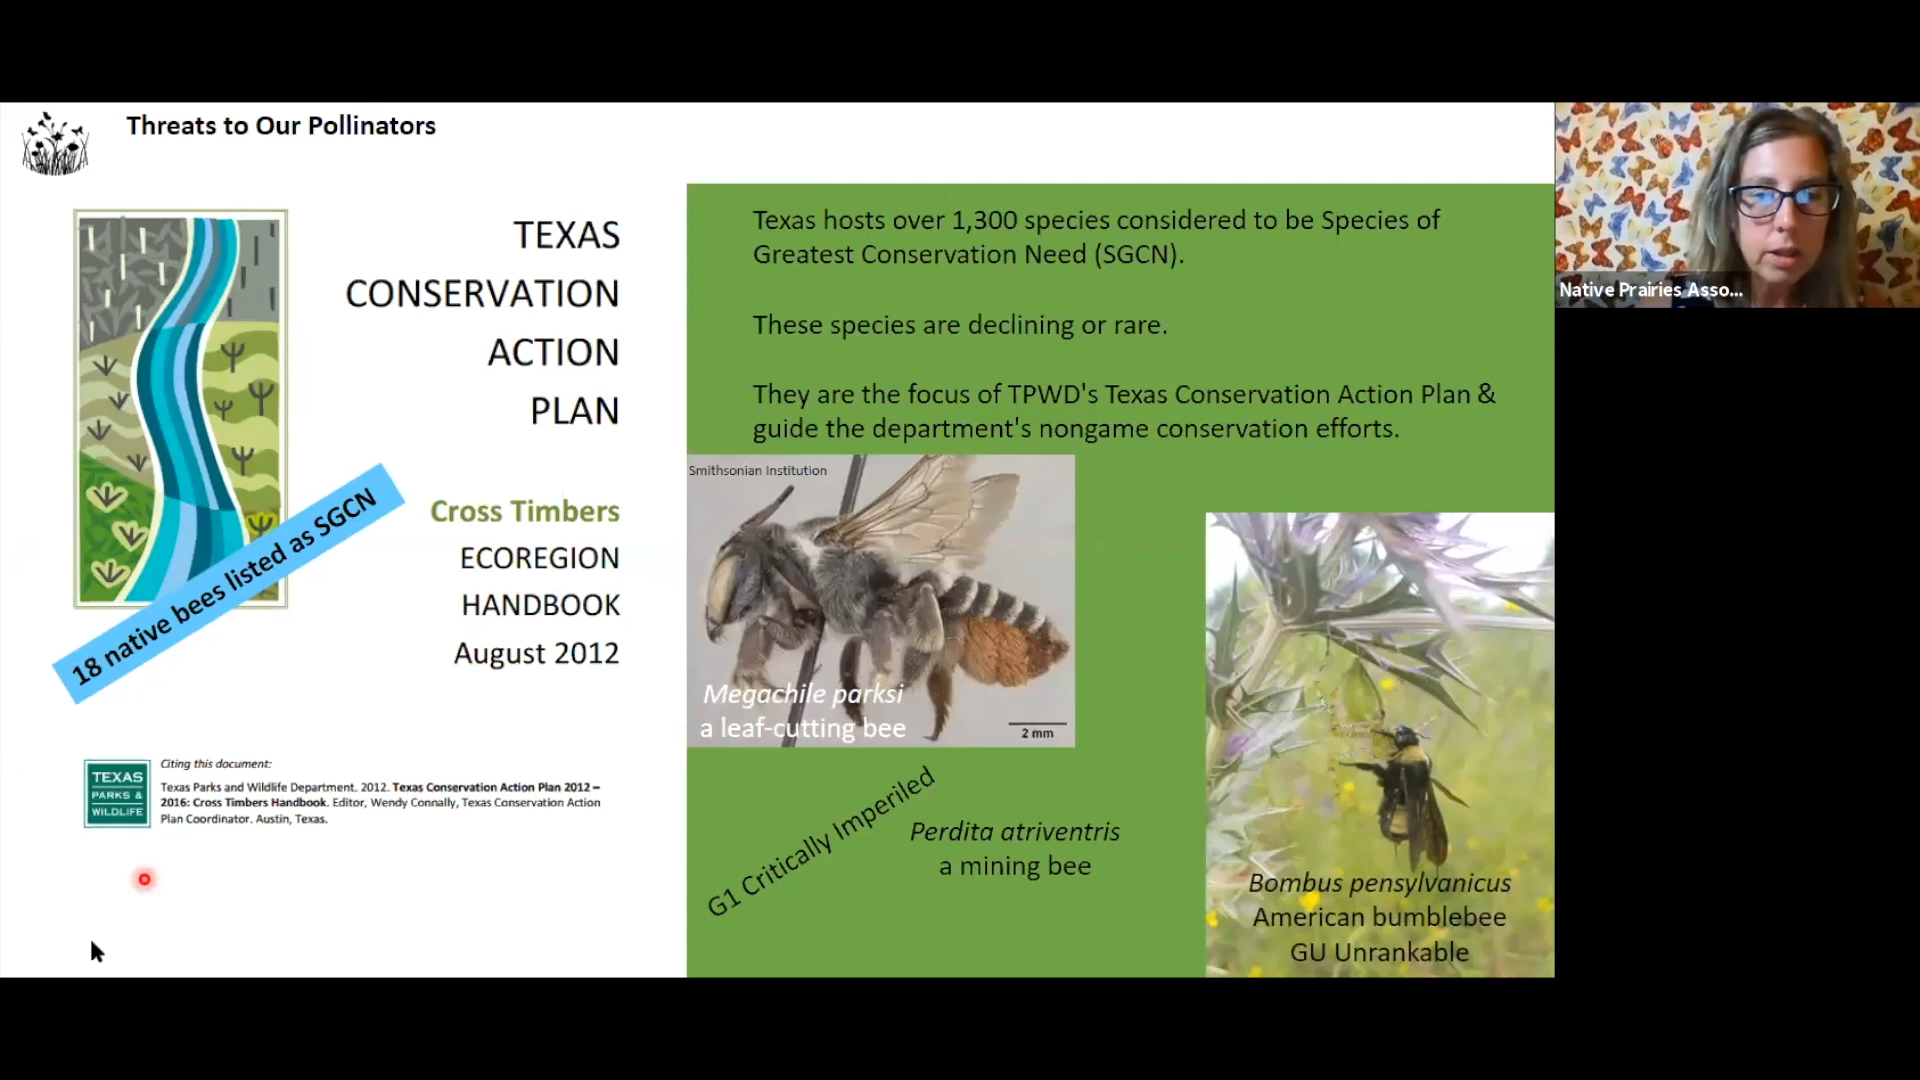 Threats to Our Pollinators
TEXAS
CONSERVATION
ACTION
PLAN
Cross Timbers
ECOREGION
HANDBOOK
August 2012
18 native bees listed as SGCN
Citing this document:
Texas Parks and Wildlife Department. 2012. Texas Conservation Action Plan 2012 –
2016: Cross Timbers Handbook. Editor, Wendy Connally, Texas Conservation Action
Plan Coordinator. Austin, Texas.
TEXAS
PARKS &
WILDLIFE
Texas hosts over 1,300 species considered to be Species of
Greatest Conservation Need (SGCN).
These species are declining or rare.
They are the focus of TPWD's Texas Conservation Action Plan &
guide the department's nongame conservation efforts.
Smithsonian Institution
Megachile parksi
a leaf-cutting bee
2 mm
G1 Critically Imperiled
Perdita atriventris
a mining bee
Bombus pensylvanicus
American bumblebee
GU Unrankable
Native Prairies Asso...